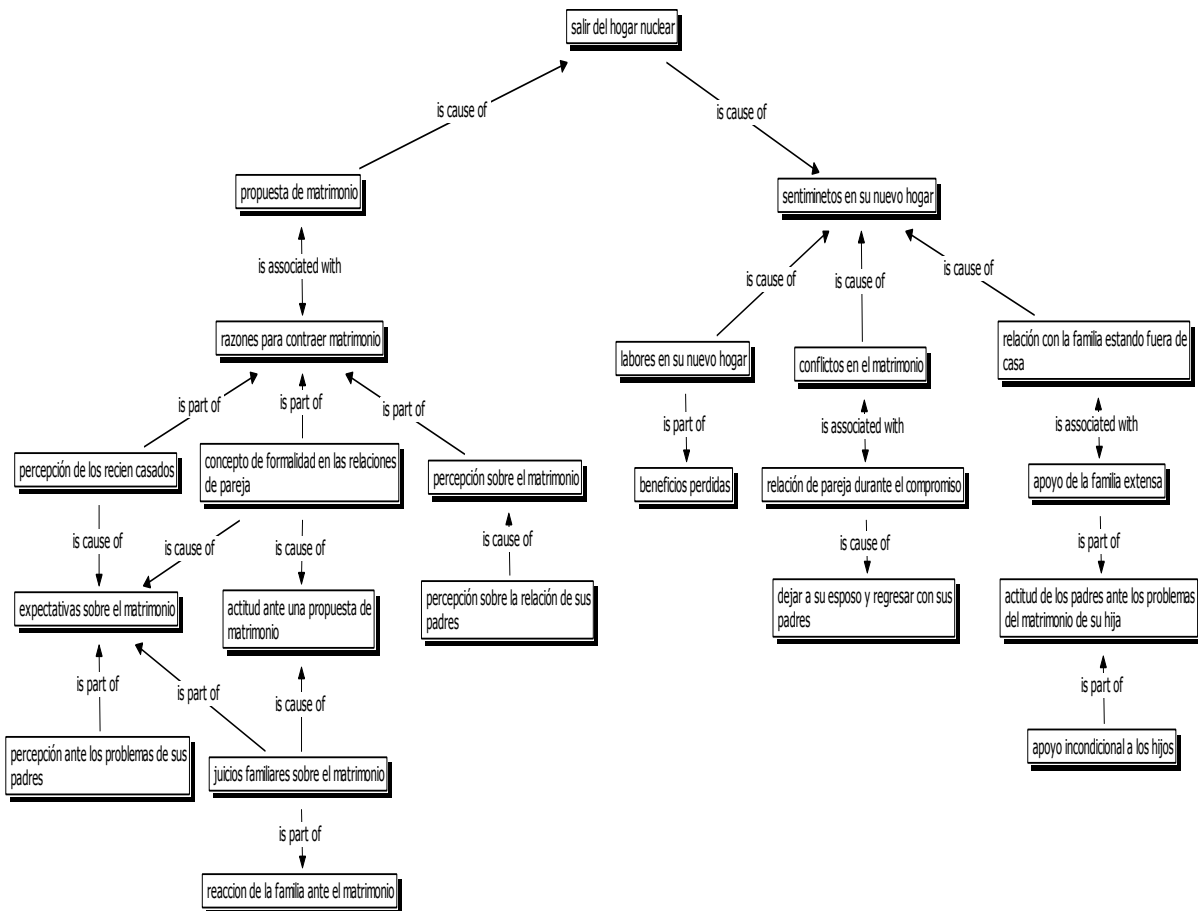 salir del hogar nuclear
is cause of
is cause of
propuesta de matrimonio
sentiminetos en su nuevo hogar
is associated with
is cause of
is cause of
is cause of
razones para contraer matrimonio
labores en su nuevo hogar
conflictos en el matrimonio
relación con la familia estando fuera de
casa
is part of
is part of
is part of
is part of
is associated with
is associated with
percepción de los recien casados
concepto de formalidad en las relaciones
de pareja
percepción sobre el matrimonio
beneficios perdidas
relación de pareja durante el compromiso
apoyo de la familia extensa
is cause of
is cause of
is cause of
is cause of
is cause of
is part of
expectativas sobre el matrimonio
actitud ante una propuesta de
matrimonio
percepción sobre la relación de sus
padres
dejar a su esposo y regresar con sus
padres
actitud de los padres ante los problemas
del matrimonio de su hija
is part of
is part of
is cause of
is part of
percepción ante los problemas de sus
padres
juicios familiares sobre el matrimonio
apoyo incondicional a los hijos
is part of
reaccion de la familia ante el matrimonio